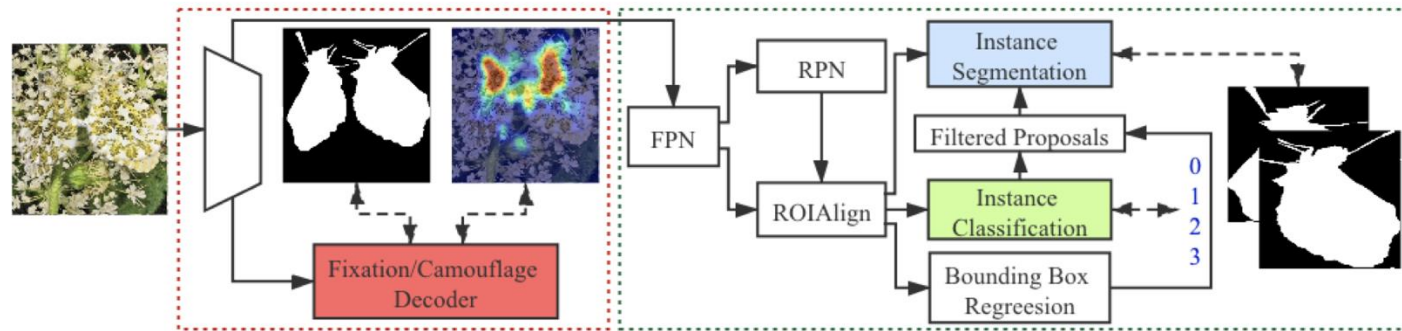 Fixation/Camouflage
Decoder
FPN
RPN
ROIAlign
Instance
Segmentation
Filtered Proposals
Instance
Classification
Bounding Box
Regreesion
0
1
2
3